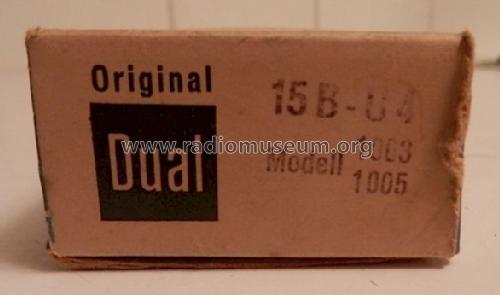 Original
Dual
15 B - U 4
Modell 1003
1005
www.radiomuseum.org